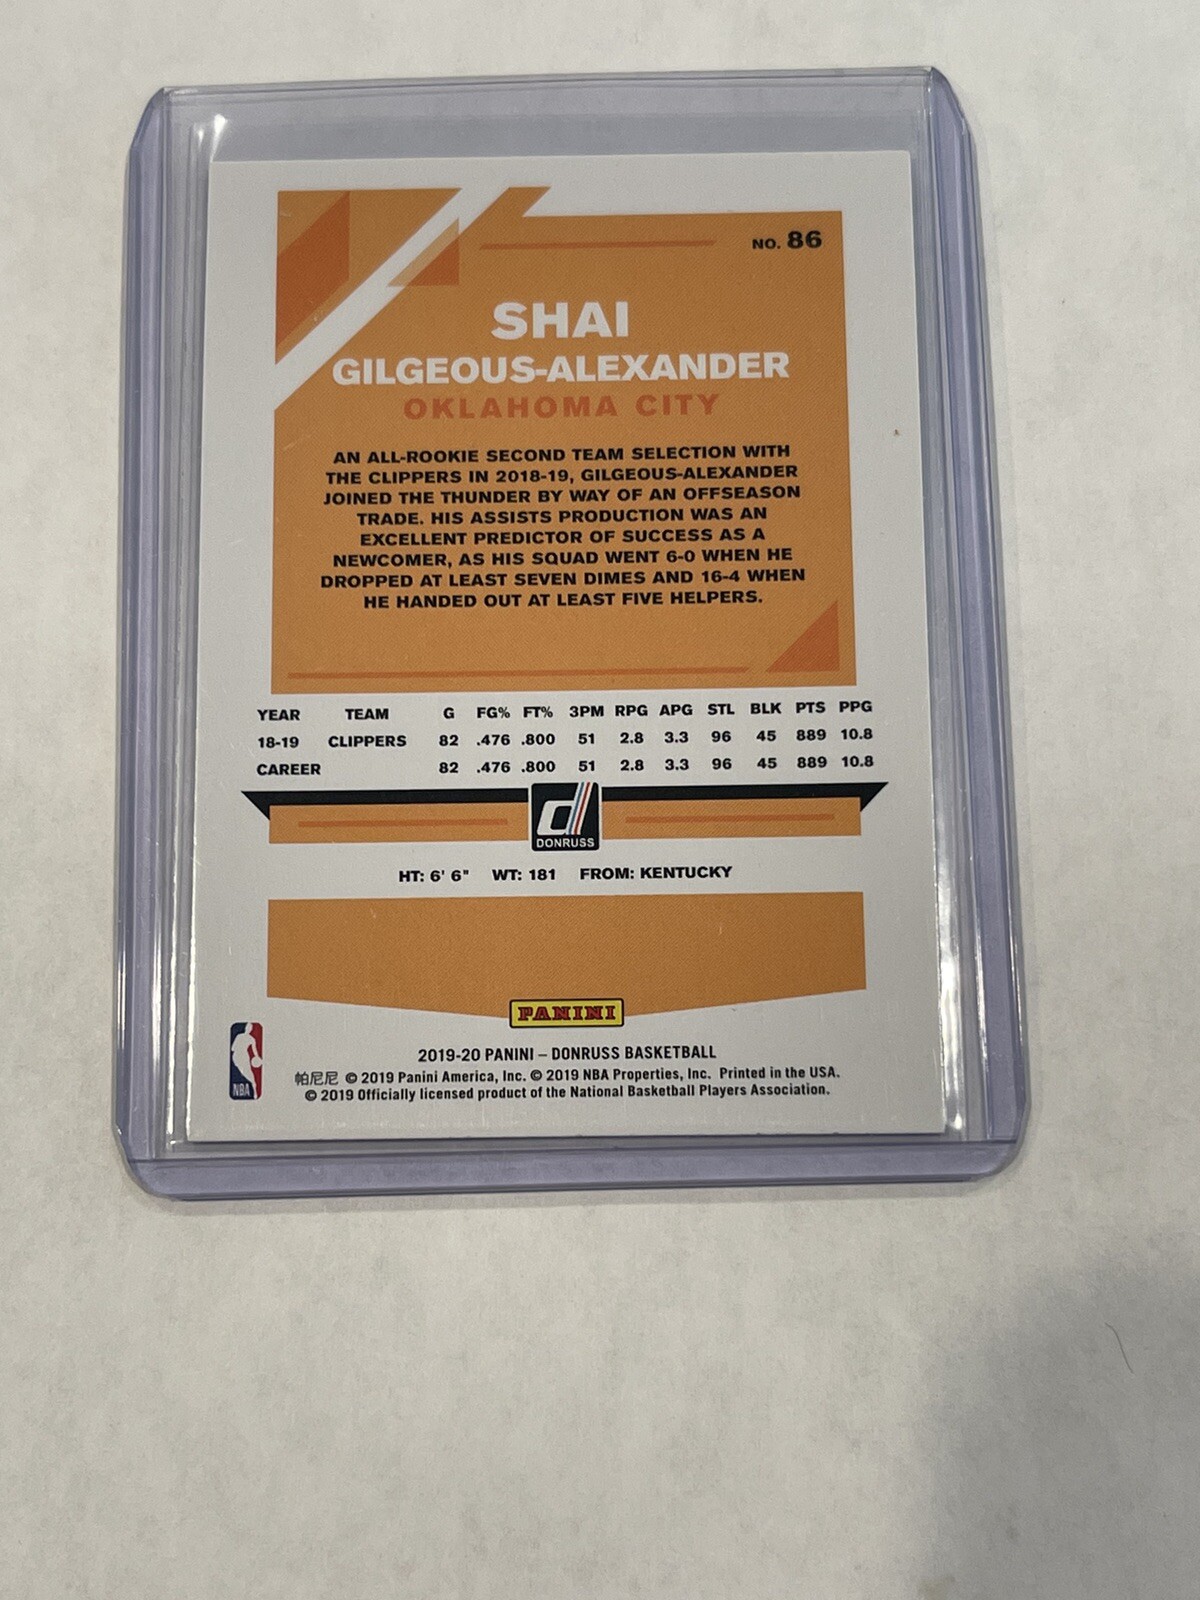 NO. 86
SHAI
GILGEOUS-ALEXANDER
OKLAHOMA CITY
AN ALL-ROOKIE SECOND TEAM SELECTION WITH
THE CLIPPERS IN 2018-19, GILGEOUS-ALEXANDER
JOINED THE THUNDER BY WAY OF AN OFFSEASON
TRADE. HIS ASSISTS PRODUCTION WAS AN
EXCELLENT PREDICTOR OF SUCCESS AS A
NEWCOMER, AS HIS SQUAD WENT 6-0 WHEN HE
DROPPED AT LEAST SEVEN DIMES AND 16-4 WHEN
HE HANDED OUT AT LEAST FIVE HELPERS.
YEAR TEAM G FG% FT% 3PM RPG APG STL BLK PTS PPG
18-19 CLIPPERS 82 .476 .800 51 2.8 3.3 96 45 889 10.8
CAREER 82 .476 .800 51 2.8 3.3 96 45 889 10.8
d
DONRUSS
HT: 6' 6" WT: 181 FROM: KENTUCKY
PANINI
2019-20 PANINI – DONRUSS BASKETBALL
帕尼尼 © 2019 Panini America, Inc. © 2019 NBA Properties, Inc. Printed in the USA.
© 2019 Officially licensed product of the National Basketball Players Association.
NBA